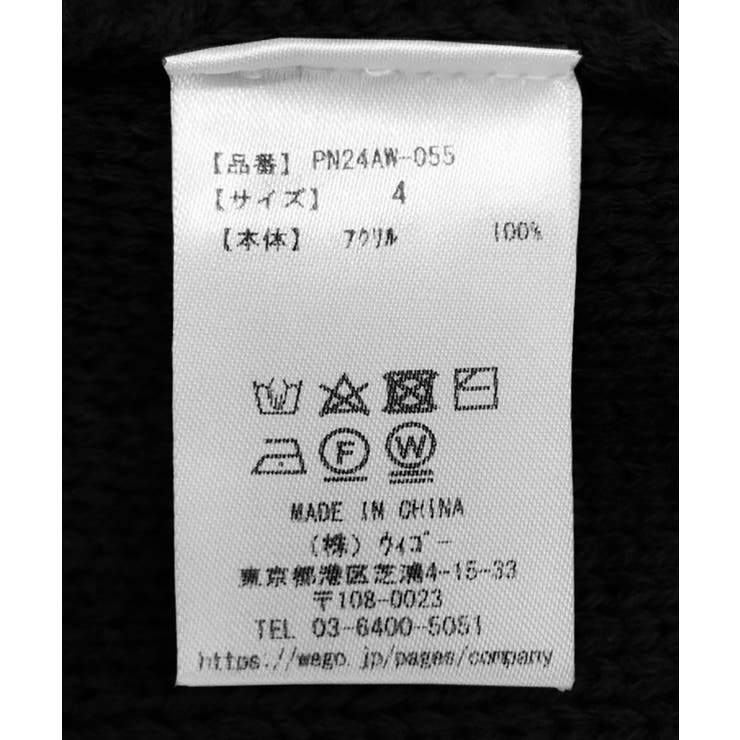 【品番】 PN24AW-055
【サイズ】 4
【本体】 アクリル 100%
F W
MADE IN CHINA
(株) ウィゴー
東京都港区芝浦4-15-33
〒108-0023
TEL 03-6400-5051
https://wego.jp/pages/company